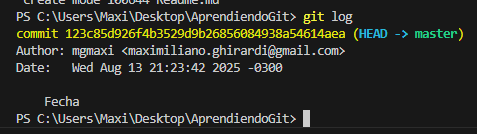 create mode 100644 Readme.md
PS C:\Users\Maxi\Desktop\AprendiendoGit> git log
commit 123c85d926f4b3529d9b26856084938a54614aea (HEAD -> master)
Author: mgmaxi <maximiliano.ghirardi@gmail.com>
Date:   Wed Aug 13 21:23:42 2025 -0300
Fecha
PS C:\Users\Maxi\Desktop\AprendiendoGit>